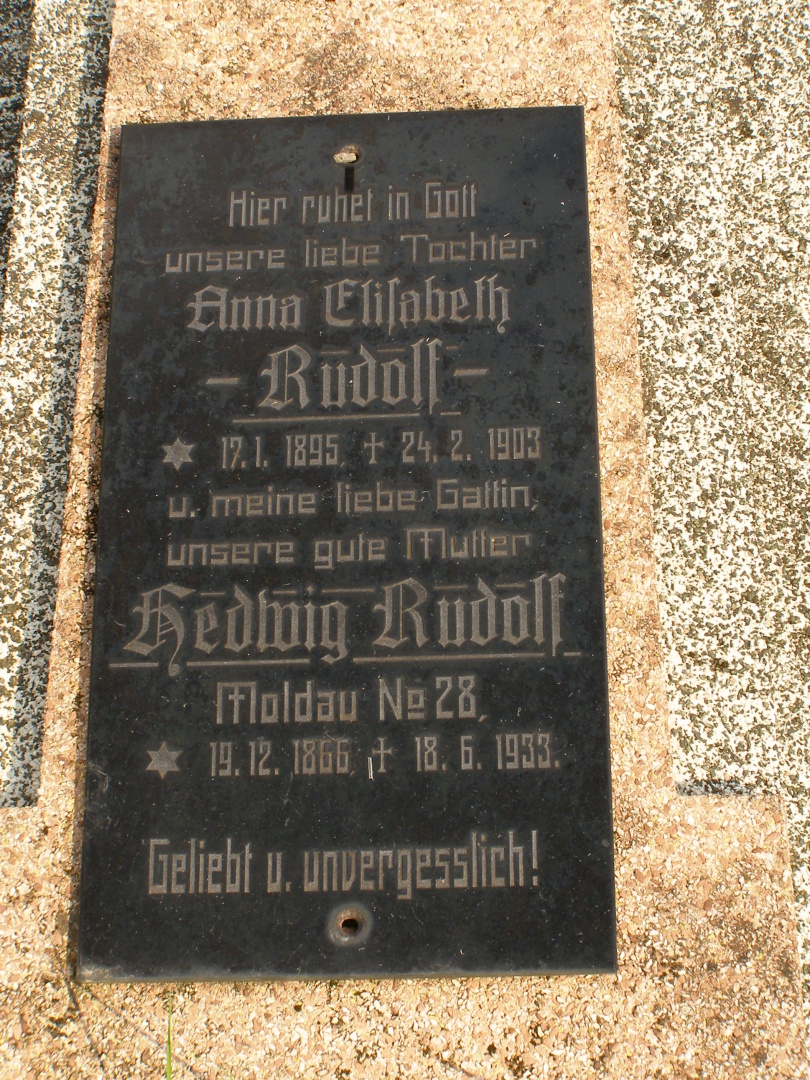 Hier ruhet in Gott
unsere liebe Tochter
Anna Eliſabeth
– Rudolf –
✶ 17. 1. 1895, ✝ 24. 2. 1903
u. meine liebe Gattin,
unsere gute Mutter
Hedwig Rudolf
Moldau No 28,
✶ 19. 12. 1866, ✝ 18. 6. 1933.
Geliebt u. unvergesslich!